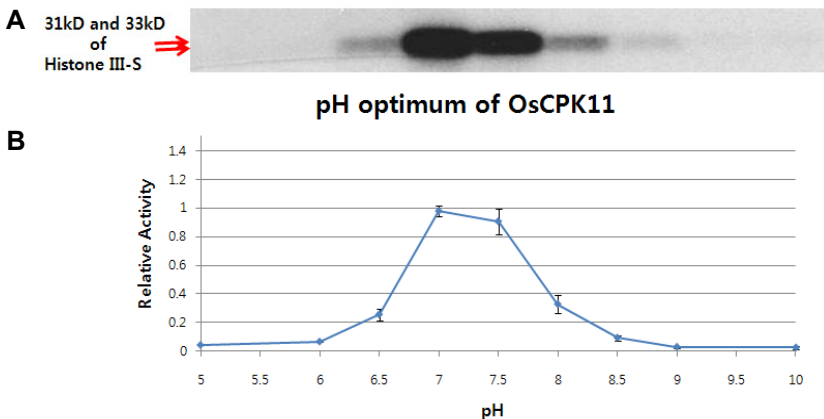 A
31kD and 33kD
of
Histone III-S
pH optimum of OsCPK11
B
1.4
1.2
1
0.8
0.6
0.4
0.2
0
Relative Activity
5 5.5 6 6.5 7 7.5 8 8.5 9 9.5 10
pH